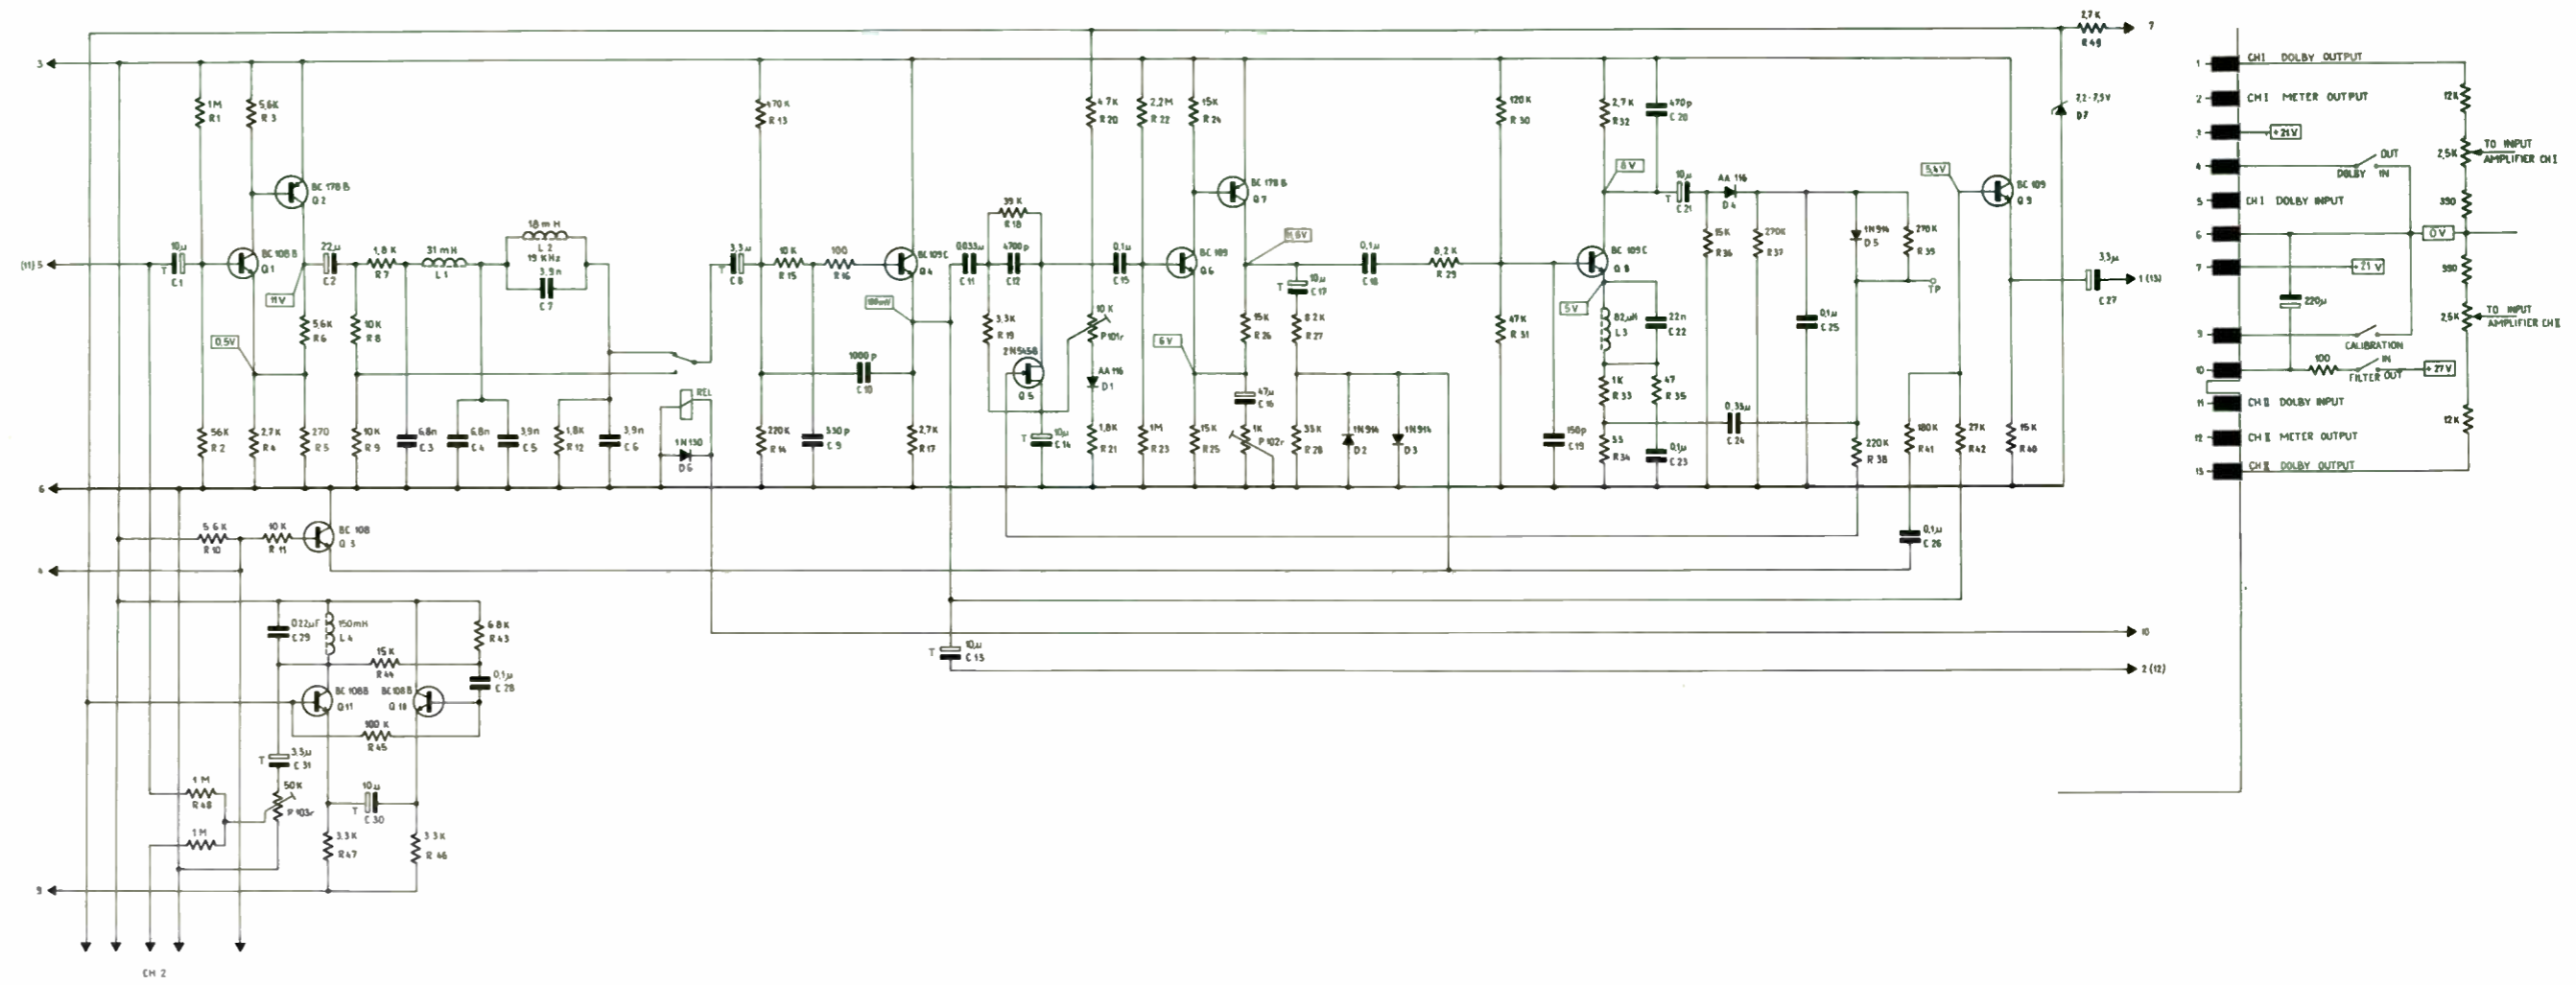 2,7K
R49
7
3
1M
R1
5,6K
R3
470K
R13
4.7K
R20
2,2M
R22
15K
R24
120K
R30
2,7K
R32
470p
C20
D7
BC 178 B
Q2
BC 178 B
Q7
8V
10µ
T
C21
AA 116
D4
5,4V
BC 109
Q9
(11) 5
10µ
T
C1
BC 108 B
Q1
11V
22µ
C2
1,8K
R7
31 mH
L1
18 mH
L2
19 KHz
3,9n
C7
3,3µ
T
C8
10K
R15
100
R16
BC 109C
Q4
0,033µ
C11
39K
R18
4700p
C12
0,1µ
C15
BC 109
Q6
11,6V
10µ
T
C17
0,1µ
C18
8,2K
R29
BC 109C
Q8
5V
15K
R36
270K
R37
1N914
D5
270K
R39
TP
3,3µ
C27
1 (13)
0.5V
5,6K
R6
10K
R8
1000p
C10
3,3K
R19
2N5458
Q5
10K
P101r
AA 116
D1
6V
15K
R26
8.2K
R27
47K
R31
82µH
L3
22n
C22
0,1µ
C25
REL
1N130
D6
47µ
C16
1K
R33
47
R35
0,33µ
C24
56K
R2
2,7K
R4
270
R5
10K
R9
6,8n
C3
6,8n
C4
3,9n
C5
1,8K
R12
3,9n
C6
220K
R14
330p
C9
2,7K
R17
10µ
T
C14
1,8K
R21
1M
R23
15K
R25
1K
P102r
33K
R28
1N914
D2
1N914
D3
150p
C19
R34
0,1µ
C23
220K
R38
180K
R41
27K
R42
15K
R40
6
5.6K
R10
10K
R11
BC 108
Q3
0,1µ
C26
4
0.22µF
C29
150mH
L4
68K
R43
15K
R44
0,1µ
C28
BC 108B
Q11
BC108B
Q10
100 K
R45
3,3µ
T
C31
50K
P103r
1M
R48
1M
10µ
T
C30
3.3K
R47
3.3K
R46
9
10
10µ
T
C13
2 (12)
CH 2
1
CH I DOLBY OUTPUT
2
CH I METER OUTPUT
3
+21V
4
OUT
DOLBY IN
5
CH I DOLBY INPUT
6
0V
7
-21V
220µ
9
CALIBRATION
10
100
IN
FILTER OUT
+27V
11
CH II DOLBY INPUT
12
CH II METER OUTPUT
13
CH II DOLBY OUTPUT
12K
2,5K
TO INPUT
AMPLIFIER CH I
390
390
2,5K
TO INPUT
AMPLIFIER CH II
12K